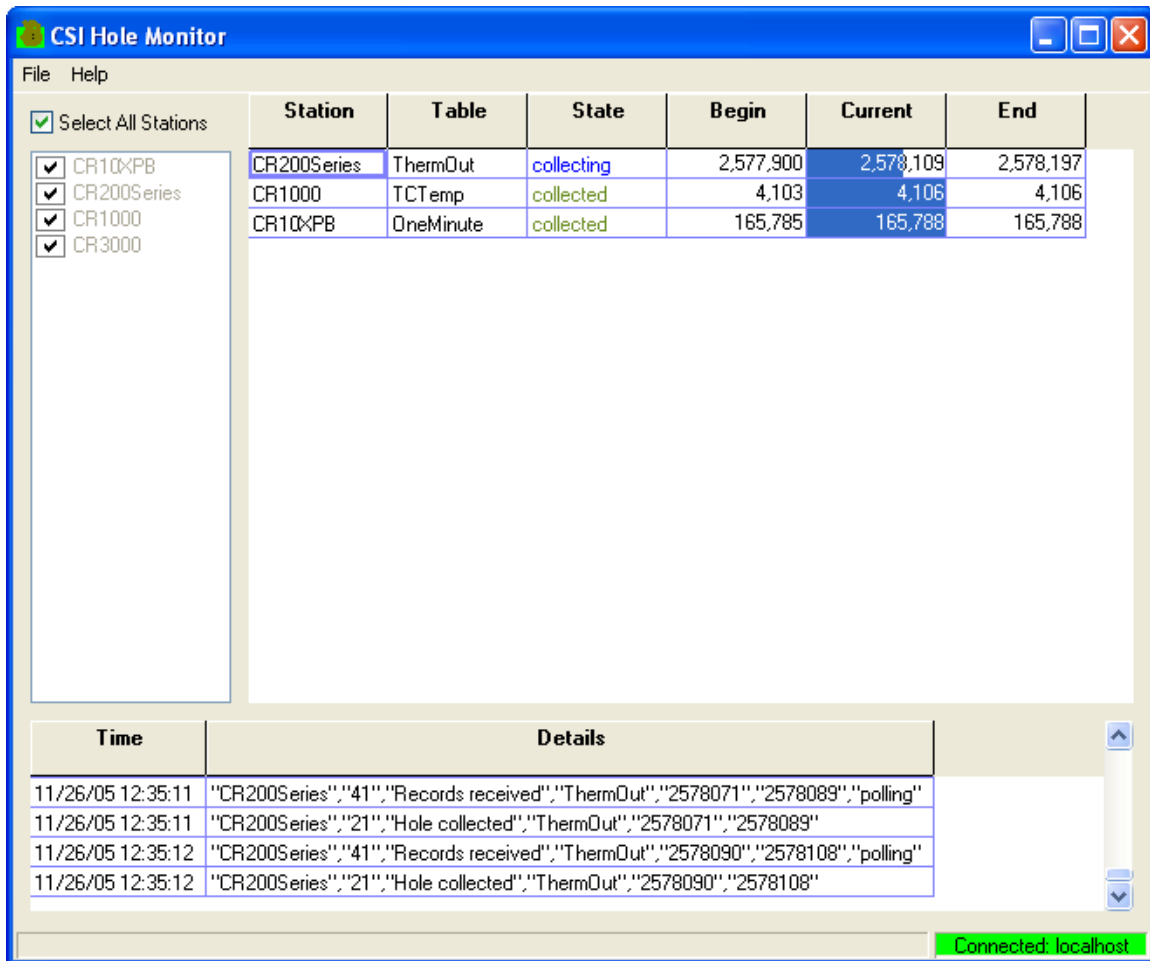 CSI Hole Monitor
File Help
Select All Stations
CR10XPB
CR200Series
CR1000
CR3000
Station Table State Begin Current End
CR200Series ThermOut collecting 2,577,900 2,578,109 2,578,197
CR1000 TCTemp collected 4,103 4,106 4,106
CR10XPB OneMinute collected 165,785 165,788 165,788
Time Details
11/26/05 12:35:11 "CR200Series","41","Records received","ThermOut","2578071","2578089","polling"
11/26/05 12:35:11 "CR200Series","21","Hole collected","ThermOut","2578071","2578089"
11/26/05 12:35:12 "CR200Series","41","Records received","ThermOut","2578090","2578108","polling"
11/26/05 12:35:12 "CR200Series","21","Hole collected","ThermOut","2578090","2578108"
Connected: localhost